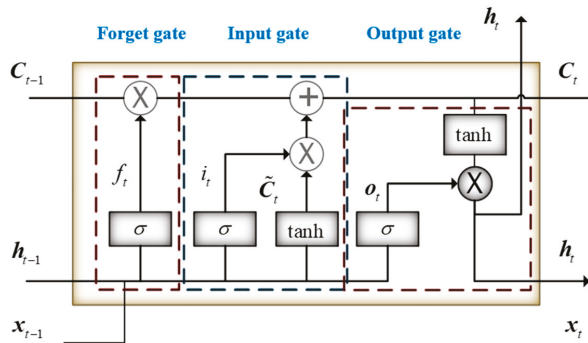 Forget gate Input gate Output gate
h_t
C_{t-1} X + C_t
tanh
f_t i_t X C̃_t o_t X
σ σ tanh σ
h_{t-1} h_t
x_{t-1} x_t